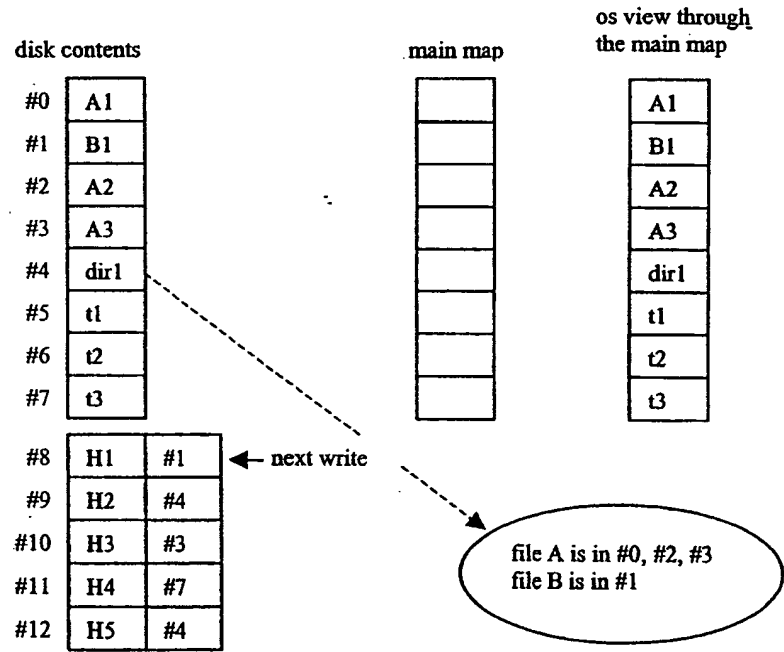 os view through
disk contents main map the main map
#0 A1 A1
#1 B1 B1
#2 A2 A2
#3 A3 A3
#4 dir1 dir1
#5 t1 t1
#6 t2 t2
#7 t3 t3
#8 H1 #1 next write
#9 H2 #4
#10 H3 #3 file A is in #0, #2, #3
#11 H4 #7 file B is in #1
#12 H5 #4